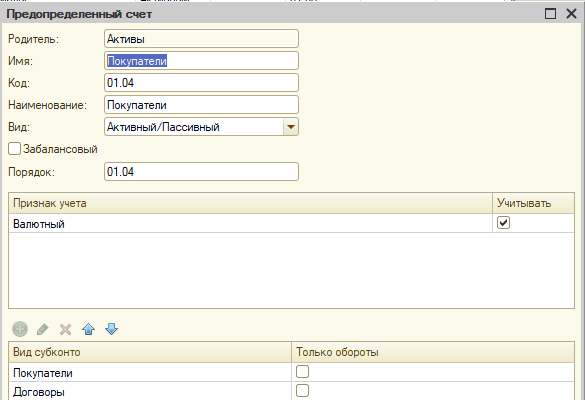 Предопределенный счет
Родитель: Активы
Имя: Покупатели
Код: 01.04
Наименование: Покупатели
Вид: Активный/Пассивный
Забалансовый
Порядок: 01.04
Признак учета Учитывать
Валютный
Вид субконто Только обороты
Покупатели
Договоры